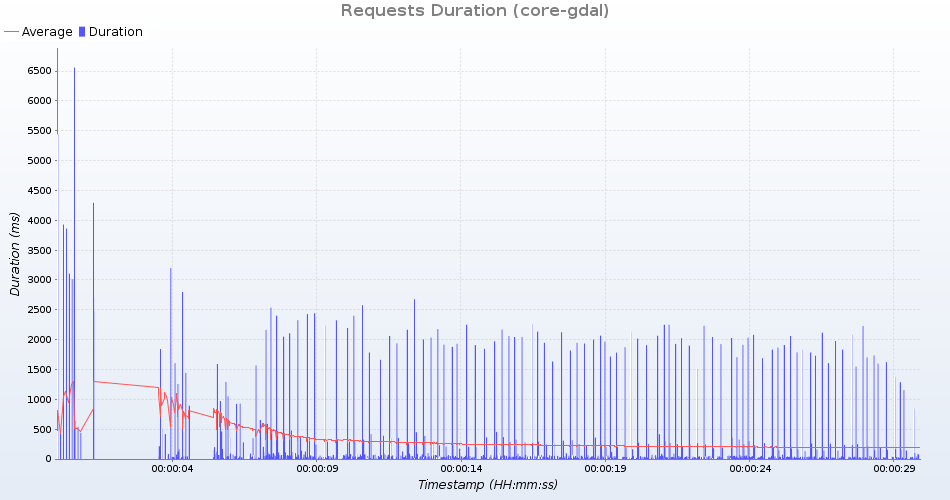 Requests Duration (core-gdal)
Average Duration
6500
6000
5500
5000
4500
4000
3500
3000
2500
2000
1500
1000
500
0
Duration (ms)
00:00:04 00:00:09 00:00:14 00:00:19 00:00:24 00:00:29
Timestamp (HH:mm:ss)